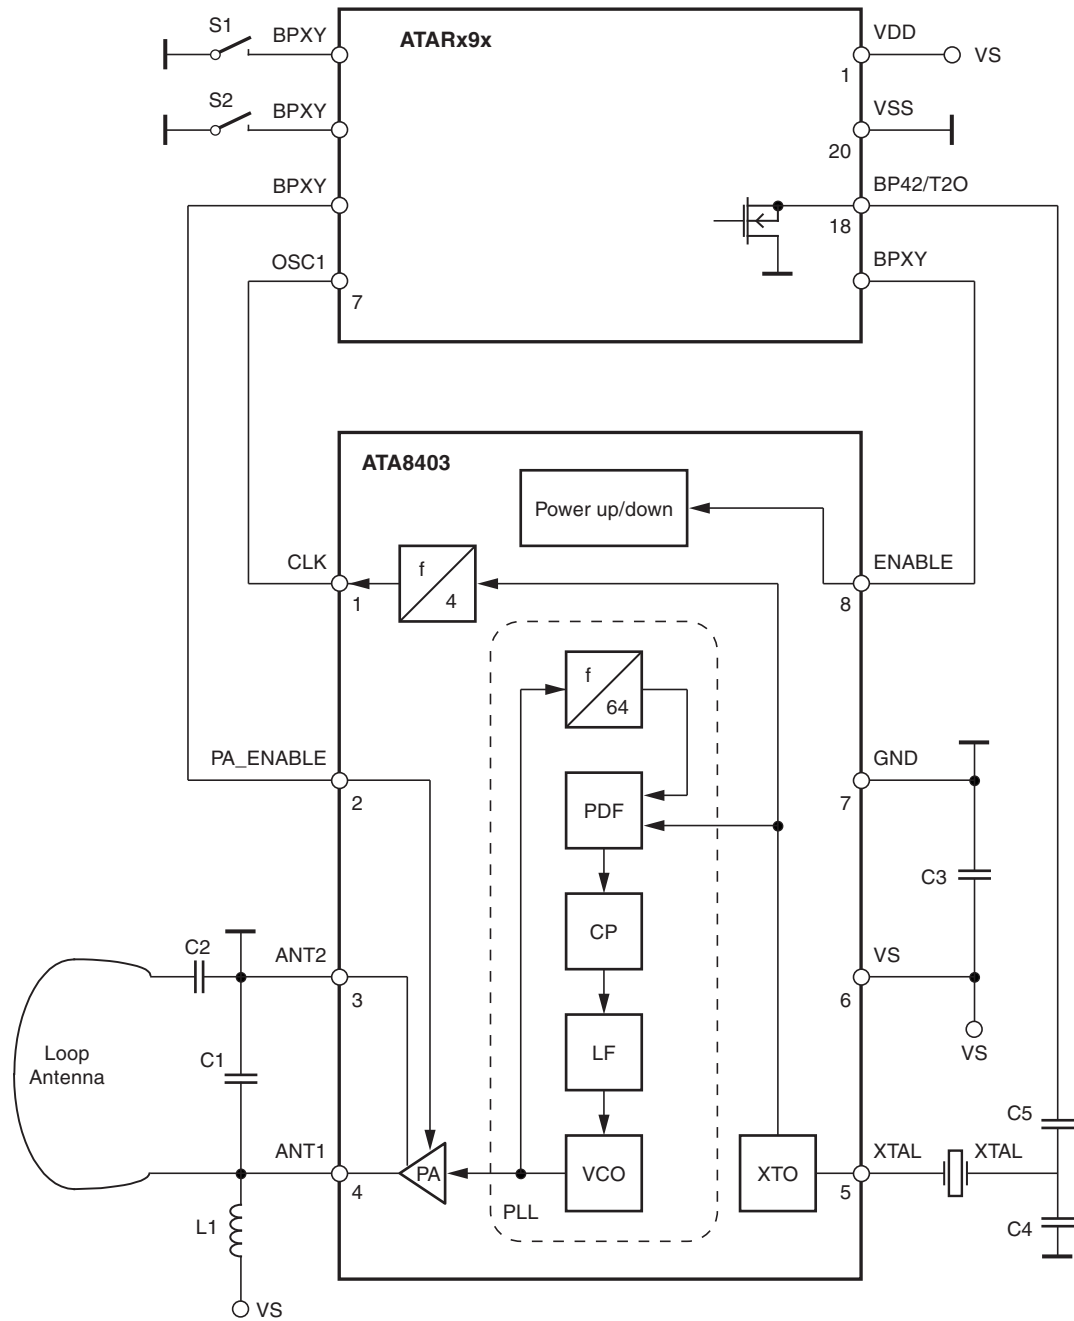 S1
BPXY
ATARx9x
VDD
1
VS
S2
BPXY
VSS
20
BPXY
BP42/T2O
18
OSC1
7
BPXY
ATA8403
Power up/down
CLK
1
f
4
ENABLE
8
f
64
PA_ENABLE
2
PDF
GND
7
C3
CP
C2
ANT2
3
VS
6
VS
Loop
Antenna
C1
LF
C5
ANT1
4
PA
VCO
PLL
XTO
XTAL
5
XTAL
C4
L1
VS